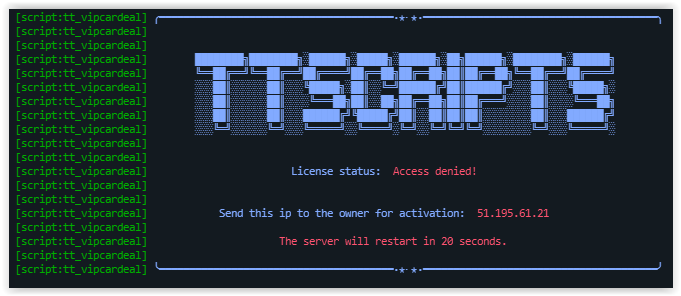 [script:tt_vipcardeal]
[script:tt_vipcardeal]
[script:tt_vipcardeal]
[script:tt_vipcardeal]
[script:tt_vipcardeal]
[script:tt_vipcardeal] TTSCRIPTS
[script:tt_vipcardeal]
[script:tt_vipcardeal]
[script:tt_vipcardeal]
[script:tt_vipcardeal]
[script:tt_vipcardeal]
[script:tt_vipcardeal] License status: Access denied!
[script:tt_vipcardeal]
[script:tt_vipcardeal]
[script:tt_vipcardeal] Send this ip to the owner for activation: 51.195.61.21
[script:tt_vipcardeal]
[script:tt_vipcardeal] The server will restart in 20 seconds.
[script:tt_vipcardeal]
[script:tt_vipcardeal]